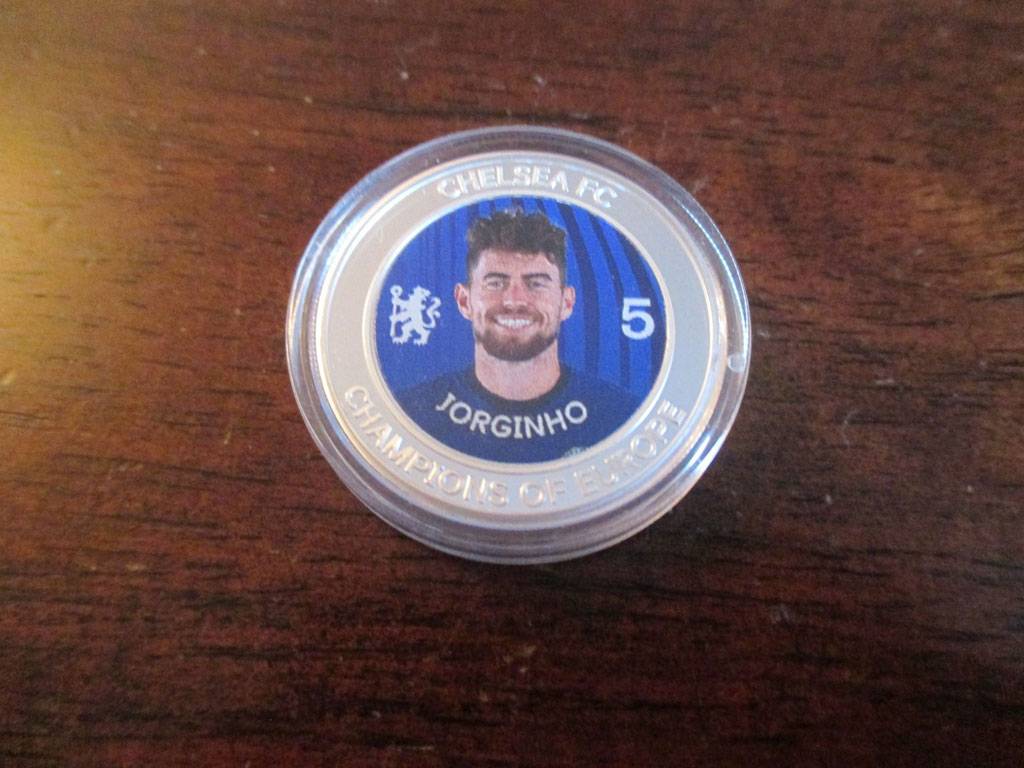 CHELSEA FC
5
JORGINHO
CHAMPIONS OF EUROPE